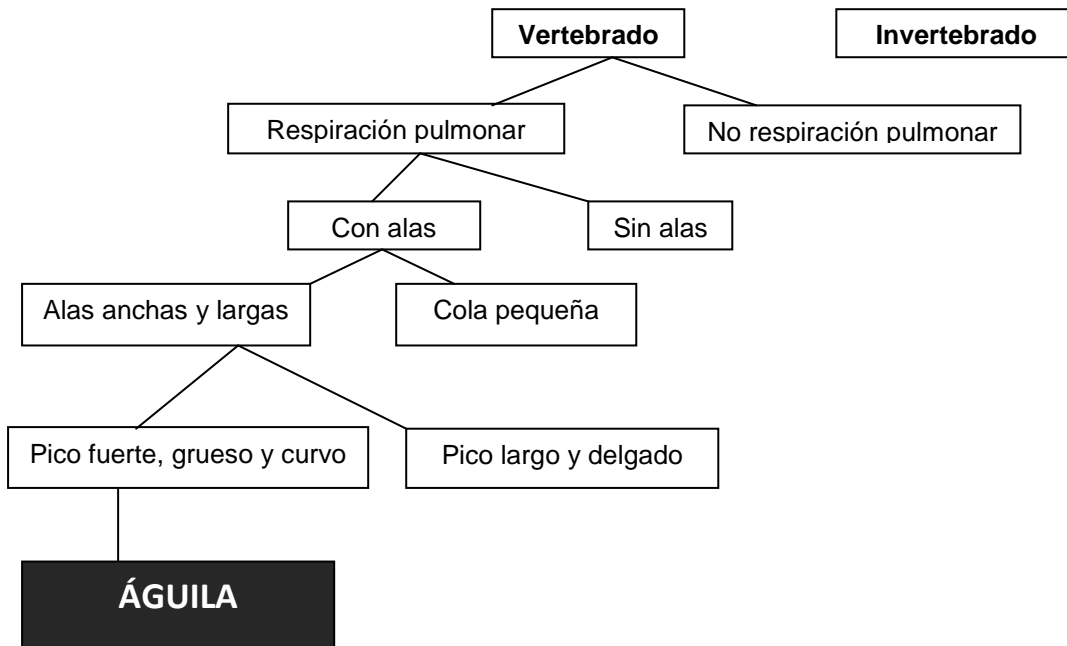 Vertebrado
Invertebrado
Respiración pulmonar
No respiración pulmonar
Con alas
Sin alas
Alas anchas y largas
Cola pequeña
Pico fuerte, grueso y curvo
Pico largo y delgado
ÁGUILA